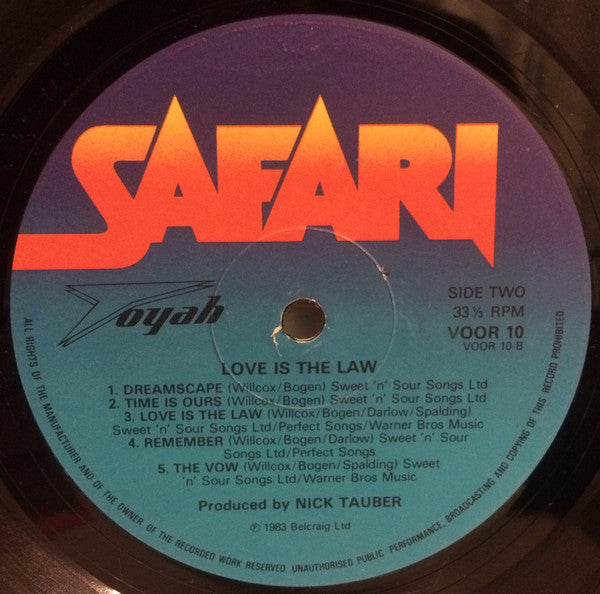 SAFARI
Toyah
SIDE TWO
33⅓ RPM
VOOR 10
VOOR 10-B
LOVE IS THE LAW
1. DREAMSCAPE (Willcox/Bogen) Sweet 'n' Sour Songs Ltd
2. TIME IS OURS (Willcox/Bogen) Sweet 'n' Sour Songs Ltd
3. LOVE IS THE LAW (Willcox/Bogen/Darlow/Spalding)
Sweet 'n' Sour Songs Ltd/Perfect Songs/Warner Bros Music
4. REMEMBER (Willcox/Bogen/Darlow) Sweet 'n' Sour
Songs Ltd/Perfect Songs
5. THE VOW (Willcox/Bogen/Spalding) Sweet
'n' Sour Songs Ltd/Warner Bros Music
Produced by NICK TAUBER
℗ 1983 Belcraig Ltd
ALL RIGHTS OF THE MANUFACTURER AND OF THE OWNER OF THE RECORDED WORK RESERVED. UNAUTHORISED PUBLIC PERFORMANCE, BROADCASTING AND COPYING OF THIS RECORD PROHIBITED.